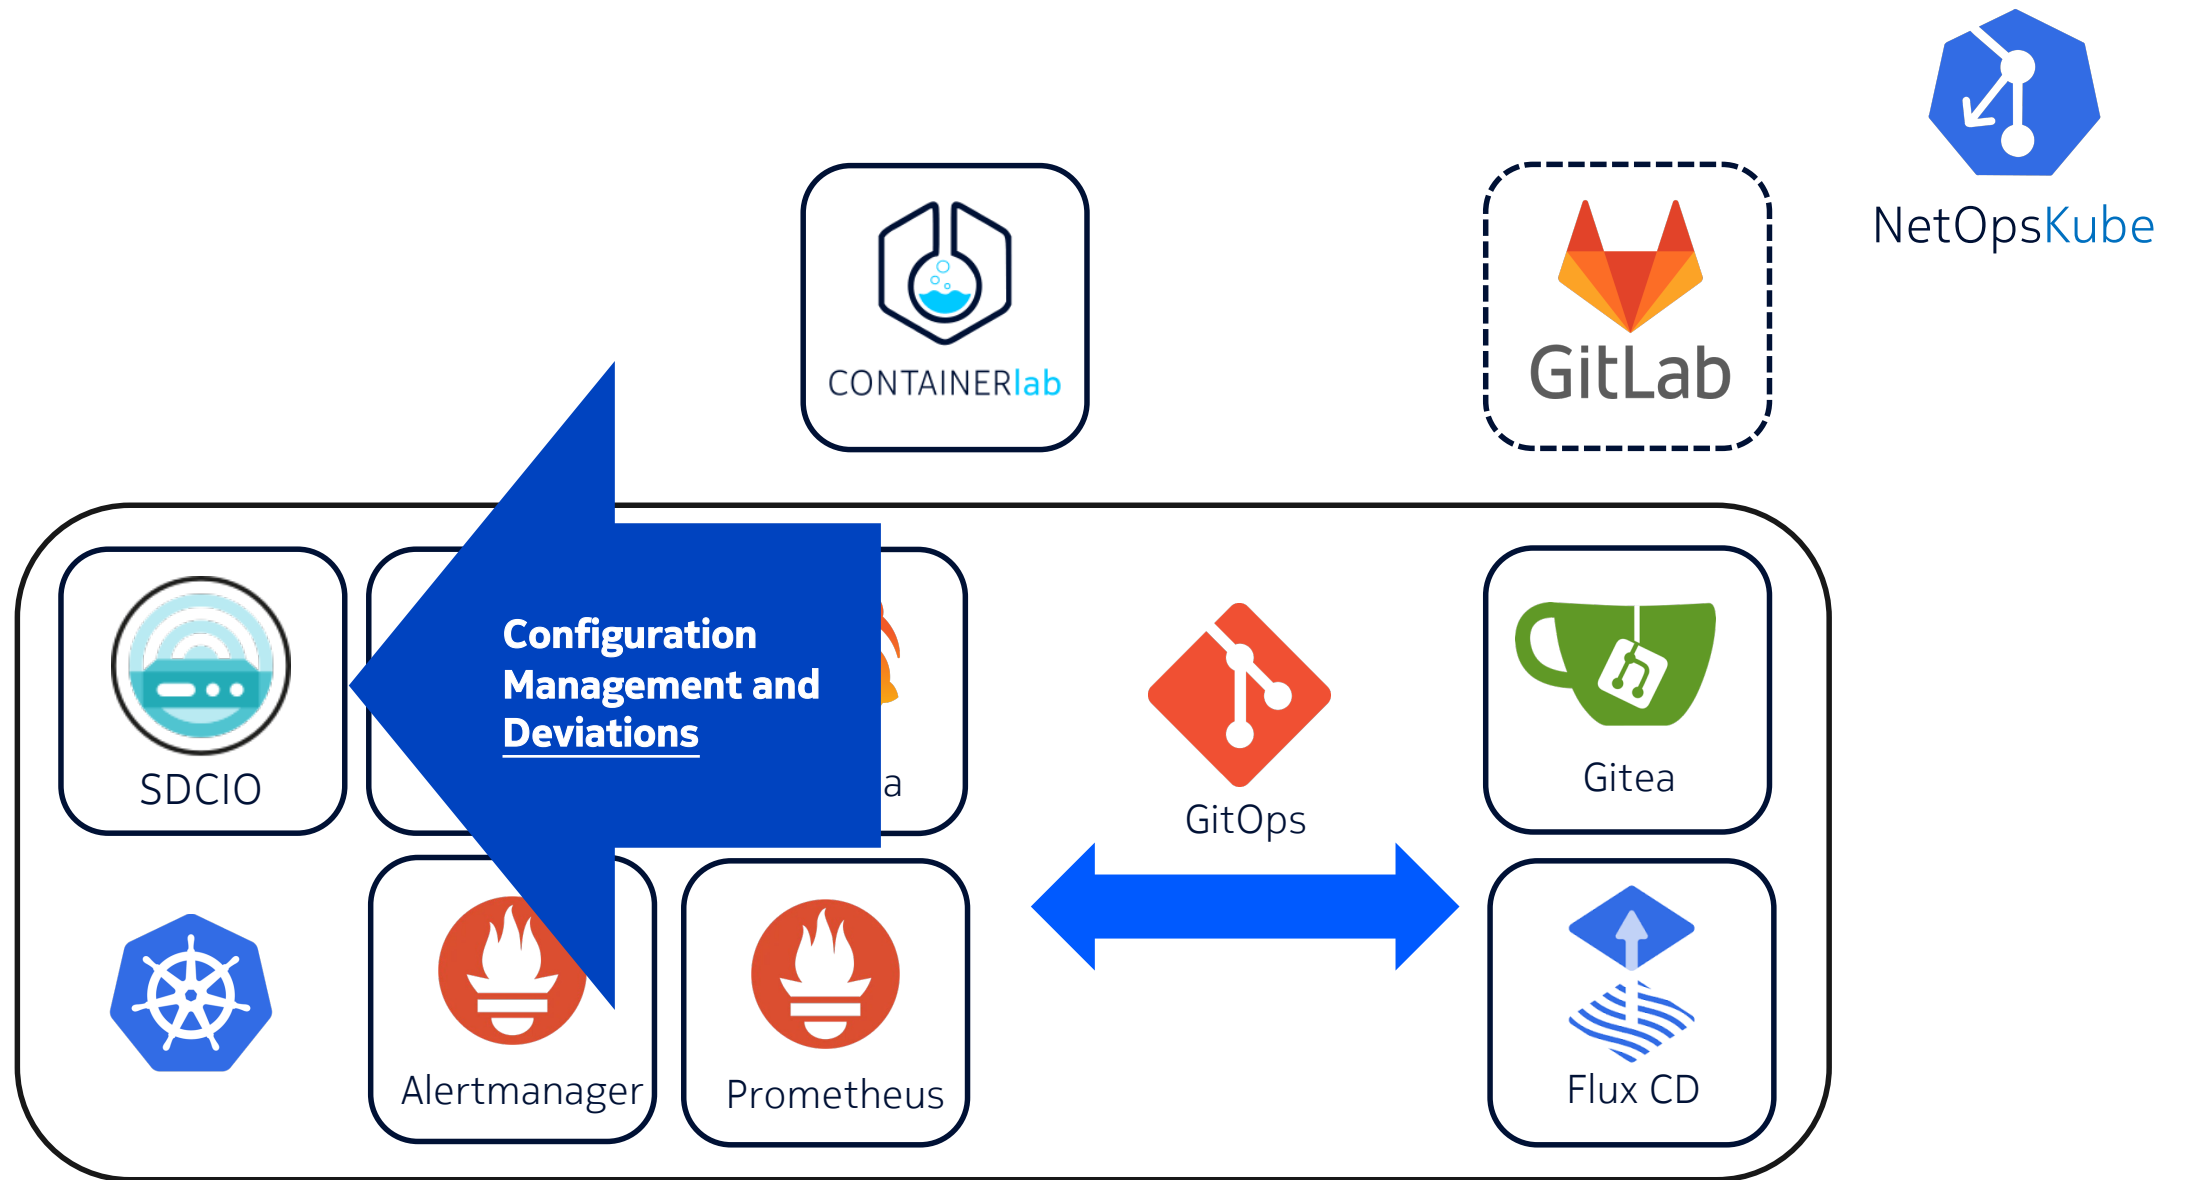 NetOpsKube
CONTAINERlab
GitLab
Configuration
Management and
Deviations
SDCIO
a
GitOps
Gitea
Alertmanager
Prometheus
Flux CD